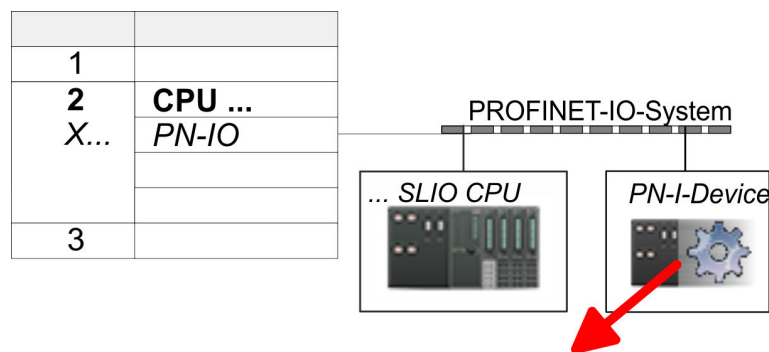 1
2 CPU ...
X... PN-IO
3
PROFINET-IO-System
... SLIO CPU
PN-I-Device